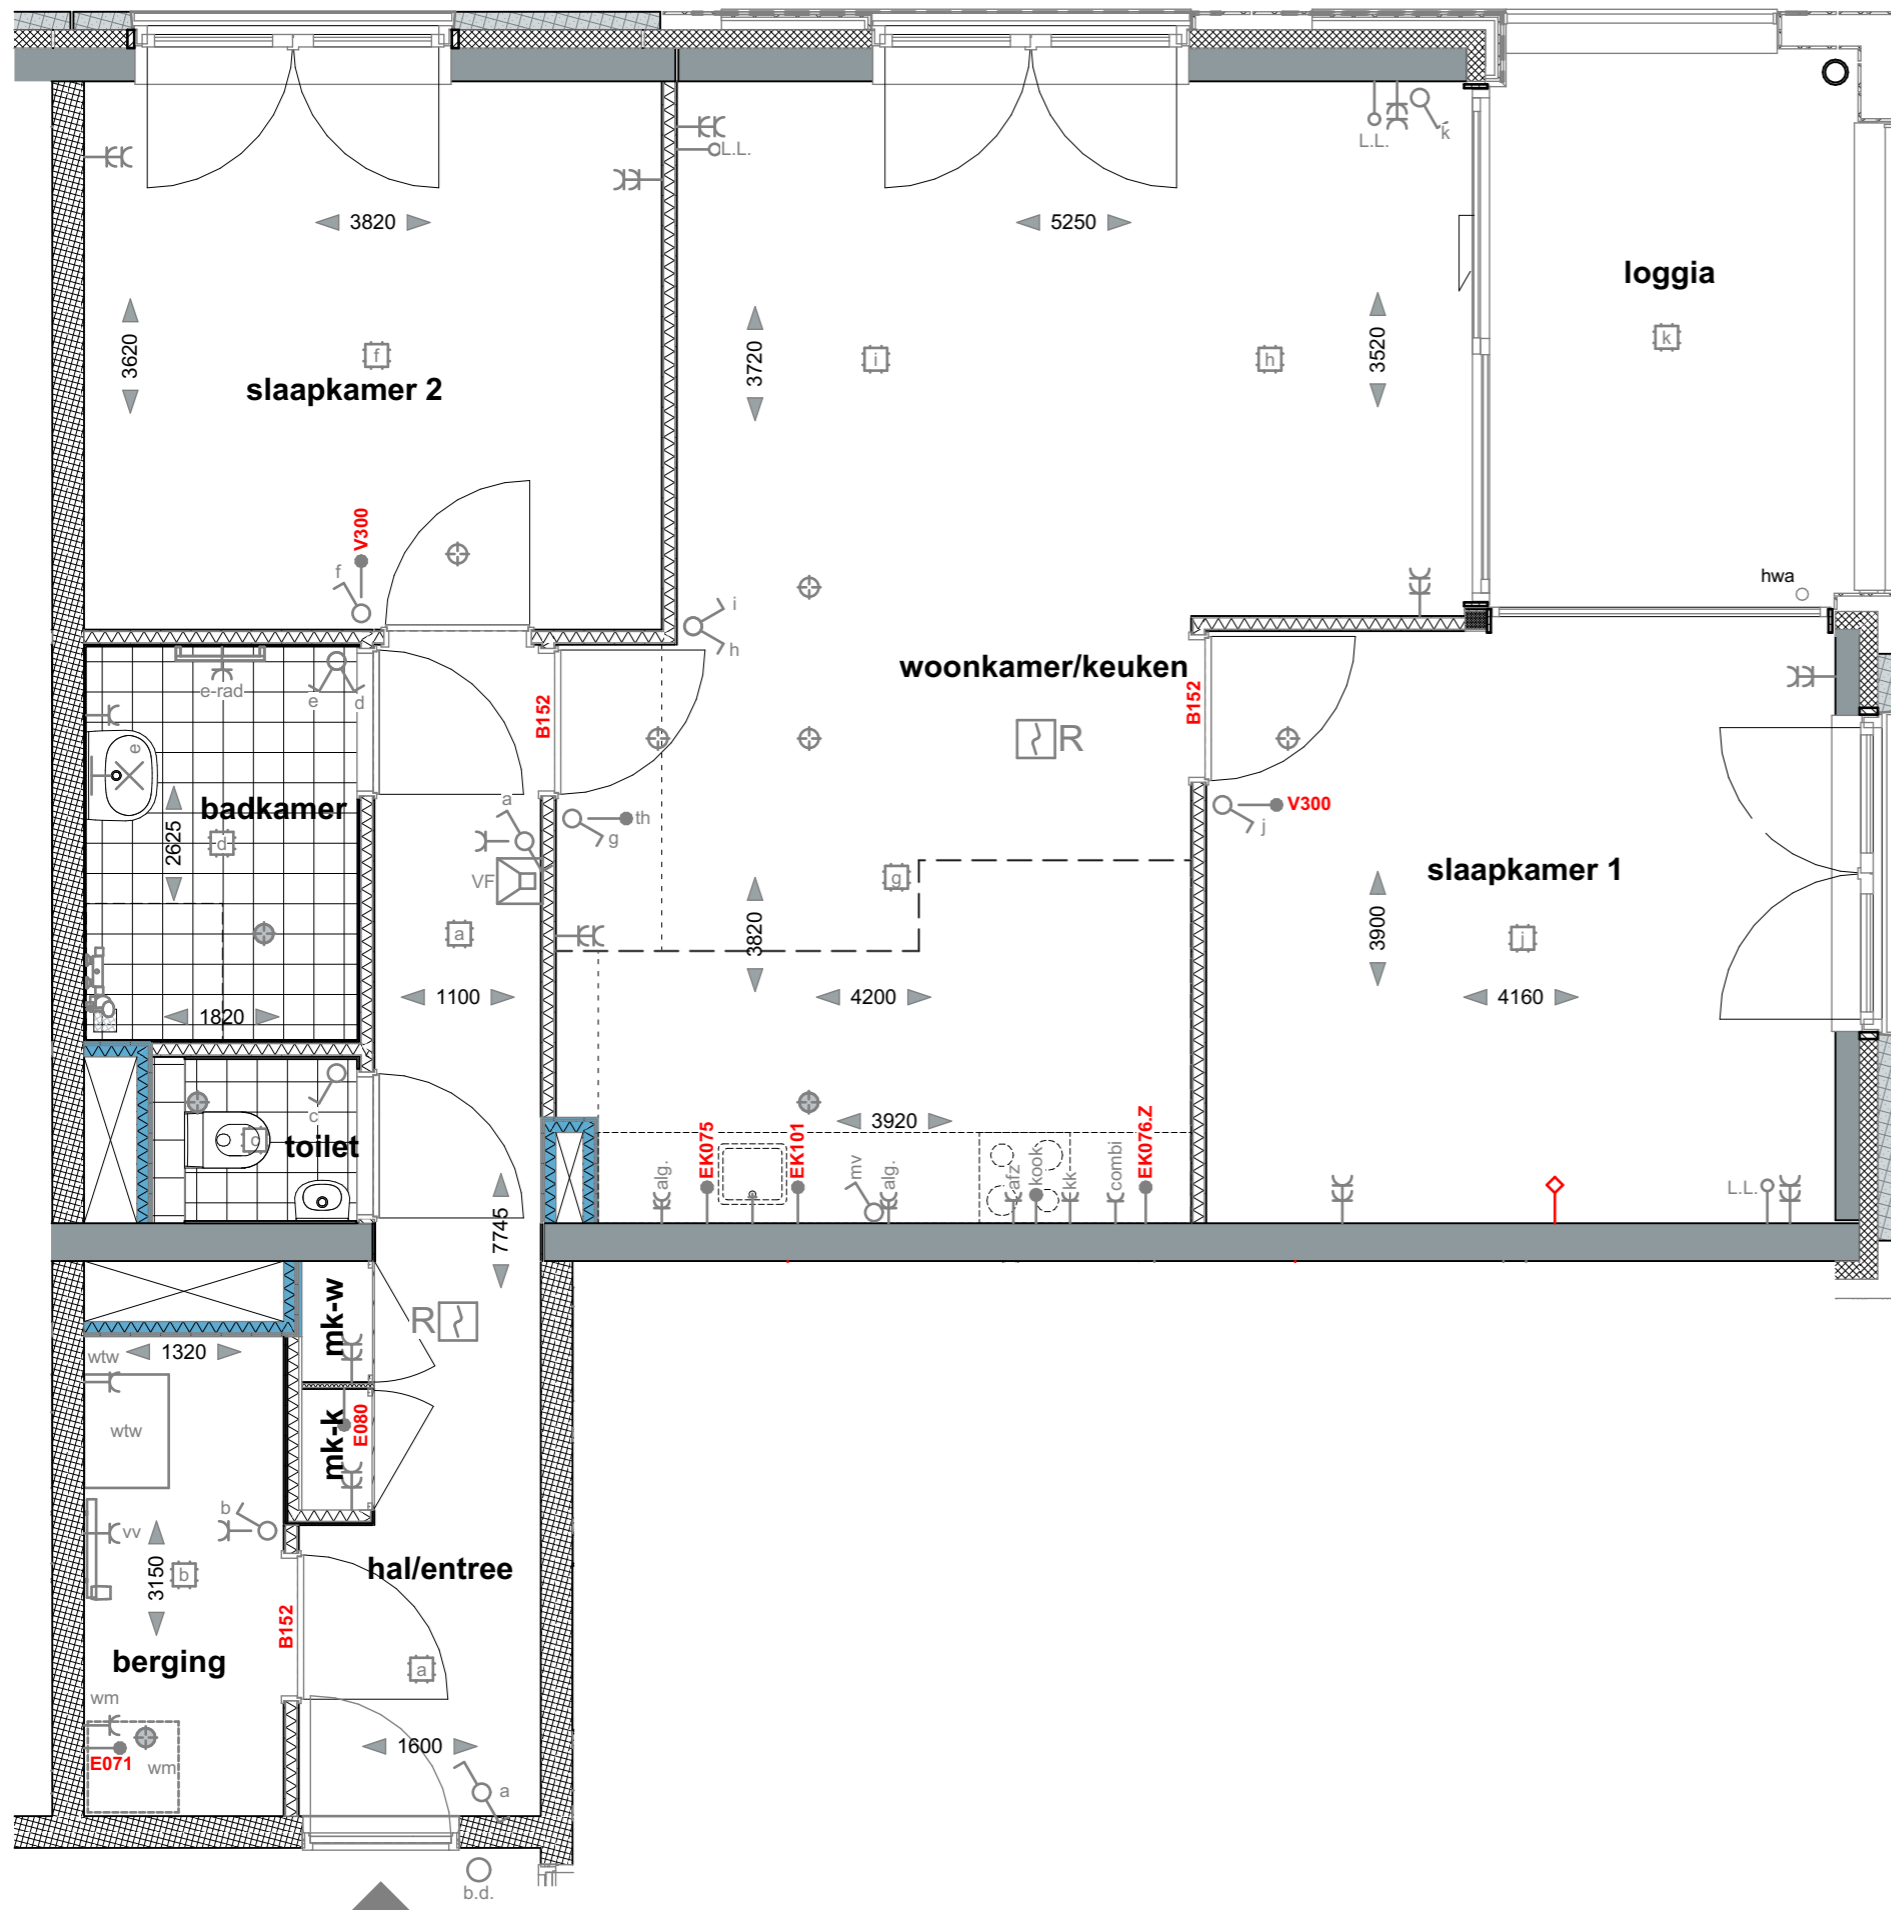 L.L.
L.L.
k
3820
5250
loggia
3620
f
slaapkamer 2
3720
i
h
3520
k
V300
f
hwa
i
h
woonkamer/keuken
e-rad
e
d
B152
B152
R
e
badkamer
d
2625
a
th
g
V300
j
VF
slaapkamer 1
g
a
3820
3900
j
1820
1100
4200
4160
c
c
toilet
3920
alg.
EK075
EK101
mv
alg.
afz
kook
kk
combi
EK076.Z
L.L.
7745
mk-w
R
wtw
1320
wtw
mk-k
E080
b
vv
3150
b
hal/entree
B152
berging
a
wm
E071
wm
1600
a
b.d.